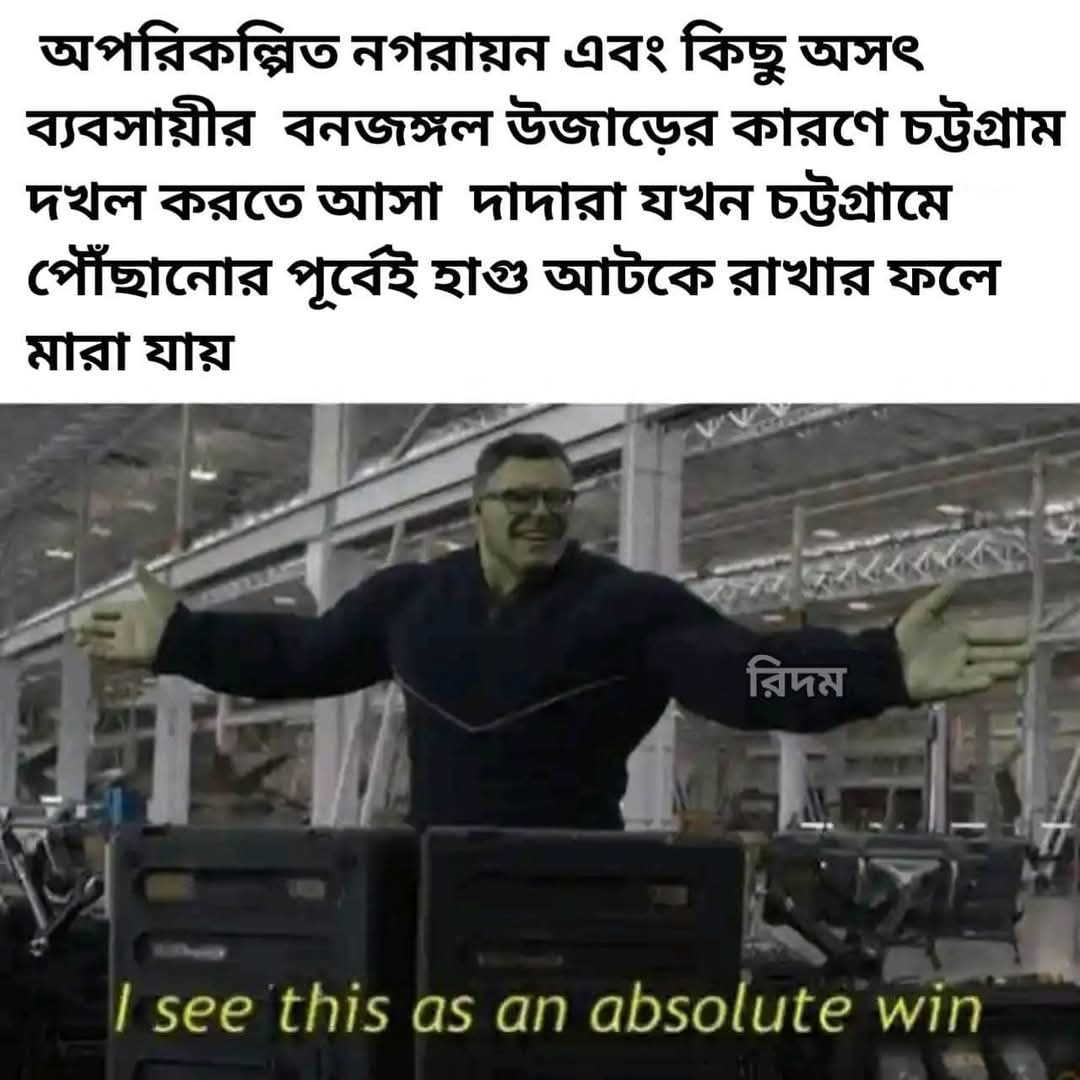 অপরিকল্পিত নগরায়ন এবং কিছু অসৎ
ব্যবসায়ীর বনজঙ্গল উজাড়ের কারণে চট্টগ্রাম
দখল করতে আসা দাদারা যখন চট্টগ্রামে
পৌঁছানোর পূর্বেই হাগু আটকে রাখার ফলে
মারা যায়
রিদম
I see this as an absolute win